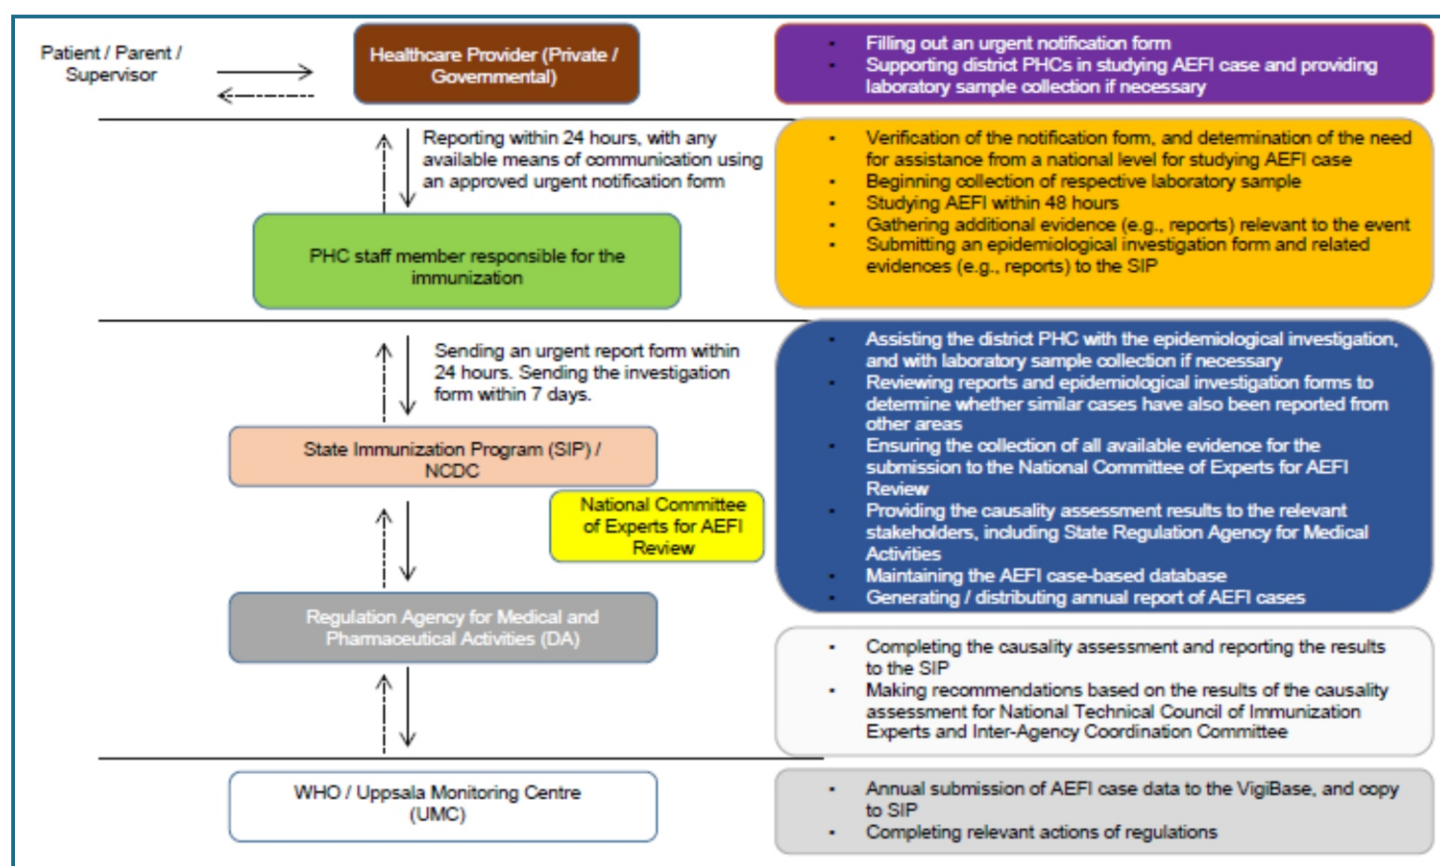 Patient / Parent /
Supervisor
Healthcare Provider (Private /
Governmental)
▪ Filling out an urgent notification form
▪ Supporting district PHCs in studying AEFI case and providing
laboratory sample collection if necessary
Reporting within 24 hours, with any
available means of communication using
an approved urgent notification form
▪ Verification of the notification form, and determination of the need
for assistance from a national level for studying AEFI case
▪ Beginning collection of respective laboratory sample
▪ Studying AEFI within 48 hours
▪ Gathering additional evidence (e.g., reports) relevant to the event
▪ Submitting an epidemiological investigation form and related
evidences (e.g., reports) to the SIP
PHC staff member responsible for the
immunization
Sending an urgent report form within
24 hours. Sending the investigation
form within 7 days.
▪ Assisting the district PHC with the epidemiological investigation,
and with laboratory sample collection if necessary
▪ Reviewing reports and epidemiological investigation forms to
determine whether similar cases have also been reported from
other areas
▪ Ensuring the collection of all available evidence for the
submission to the National Committee of Experts for AEFI
Review
▪ Providing the causality assessment results to the relevant
stakeholders, including State Regulation Agency for Medical
Activities
▪ Maintaining the AEFI case-based database
▪ Generating / distributing annual report of AEFI cases
State Immunization Program (SIP) /
NCDC
National Committee
of Experts for AEFI
Review
Regulation Agency for Medical and
Pharmaceutical Activities (DA)
▪ Completing the causality assessment and reporting the results
to the SIP
▪ Making recommendations based on the results of the causality
assessment for National Technical Council of Immunization
Experts and Inter-Agency Coordination Committee
WHO / Uppsala Monitoring Centre
(UMC)
▪ Annual submission of AEFI case data to the VigiBase, and copy
to SIP
▪ Completing relevant actions of regulations